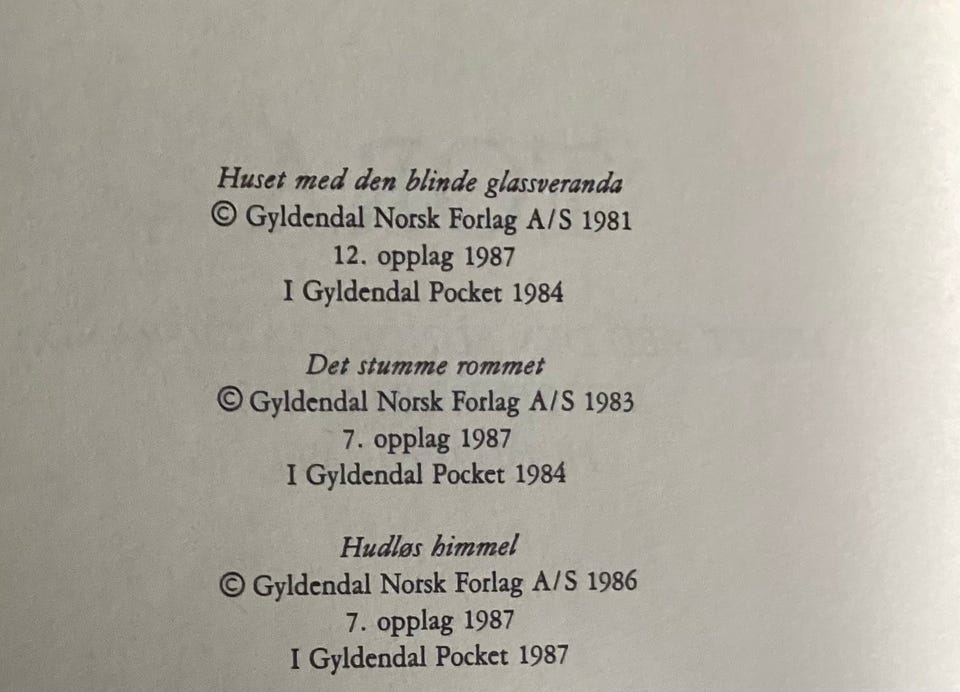 Huset med den blinde glassveranda
© Gyldendal Norsk Forlag A/S 1981
12. opplag 1987
I Gyldendal Pocket 1984
Det stumme rommet
© Gyldendal Norsk Forlag A/S 1983
7. opplag 1987
I Gyldendal Pocket 1984
Hudløs himmel
© Gyldendal Norsk Forlag A/S 1986
7. opplag 1987
I Gyldendal Pocket 1987